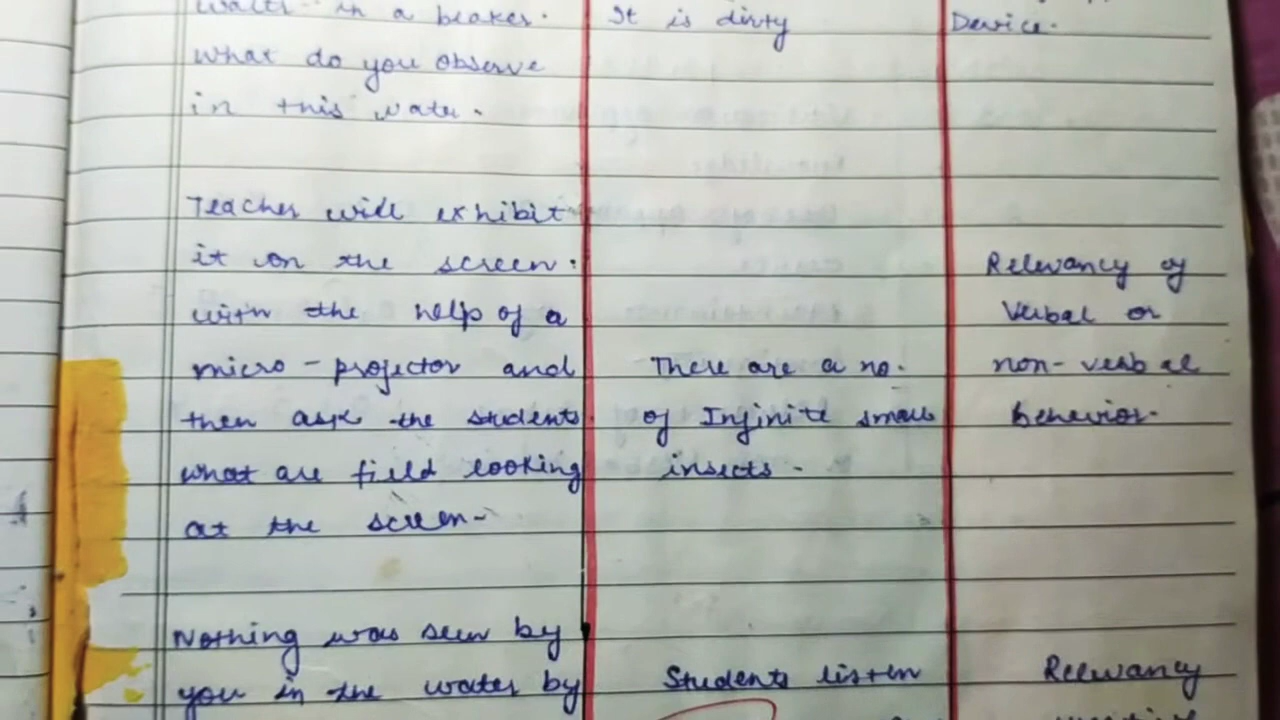 in a beaker.
what do you observe
in this water.
Teacher will exhibit
it on the screen.
with the help of a
micro-projector and
then ask the students
what are field looking
at the screen-
Nothing was seen by
you in the water by
It is dirty
There are a no.
of Infinite small
insects.
Students listen
Device.
Relevancy of
Verbal or
non-verbal
behavior.
Relevancy